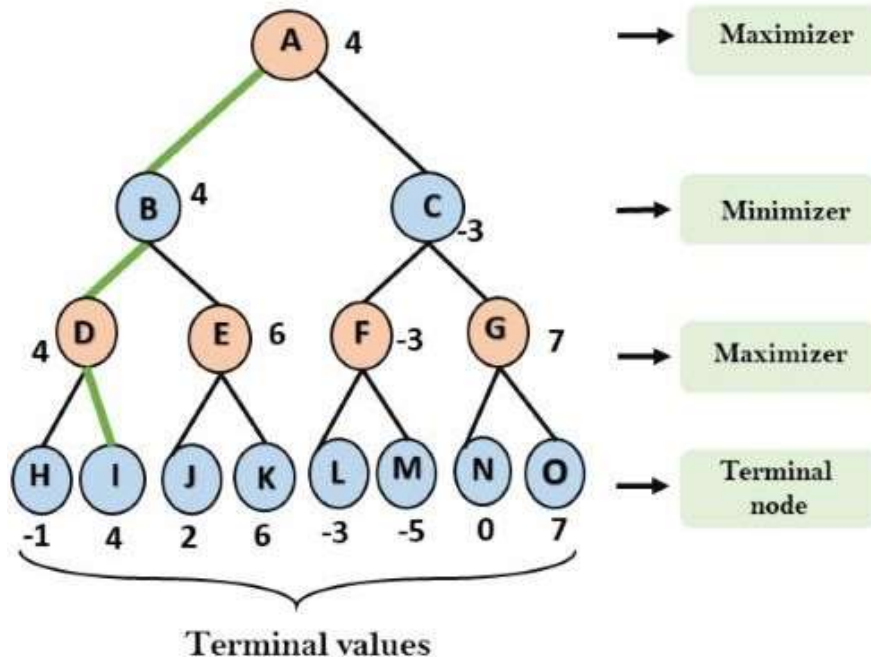 A 4 Maximizer
B 4 C -3 Minimizer
D 4 E 6 F -3 G 7 Maximizer
H I J K L M N O Terminal node
-1 4 2 6 -3 -5 0 7
Terminal values